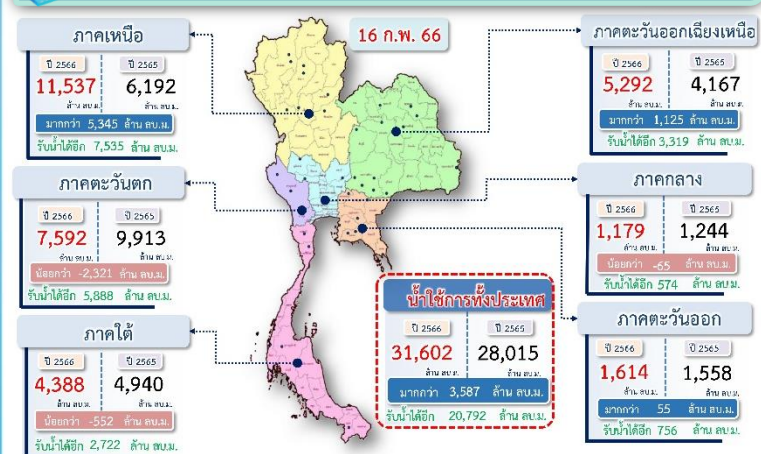 16 ก.พ. 66
ภาคเหนือ
ปี 2566 ปี 2565
11,537 6,192
ล้าน ลบ.ม. ล้าน ลบ.ม.
มากกว่า 5,345 ล้าน ลบ.ม.
รับน้ำได้อีก 7,535 ล้าน ลบ.ม.
ภาคตะวันตก
ปี 2566 ปี 2565
7,592 9,913
ล้าน ลบ.ม. ล้าน ลบ.ม.
น้อยกว่า -2,321 ล้าน ลบ.ม.
รับน้ำได้อีก 5,888 ล้าน ลบ.ม.
ภาคใต้
ปี 2566 ปี 2565
4,388 4,940
ล้าน ลบ.ม. ล้าน ลบ.ม.
น้อยกว่า -552 ล้าน ลบ.ม.
รับน้ำได้อีก 2,722 ล้าน ลบ.ม.
น้ำใช้การทั้งประเทศ
ปี 2566 ปี 2565
31,602 28,015
ล้าน ลบ.ม. ล้าน ลบ.ม.
มากกว่า 3,587 ล้าน ลบ.ม.
รับน้ำได้อีก 20,792 ล้าน ลบ.ม.
ภาคตะวันออกเฉียงเหนือ
ปี 2566 ปี 2565
5,292 4,167
ล้าน ลบ.ม. ล้าน ลบ.ม.
มากกว่า 1,125 ล้าน ลบ.ม.
รับน้ำได้อีก 3,319 ล้าน ลบ.ม.
ภาคกลาง
ปี 2566 ปี 2565
1,179 1,244
ล้าน ลบ.ม. ล้าน ลบ.ม.
น้อยกว่า -65 ล้าน ลบ.ม.
รับน้ำได้อีก 574 ล้าน ลบ.ม.
ภาคตะวันออก
ปี 2566 ปี 2565
1,614 1,558
ล้าน ลบ.ม. ล้าน ลบ.ม.
มากกว่า 55 ล้าน ลบ.ม.
รับน้ำได้อีก 756 ล้าน ลบ.ม.